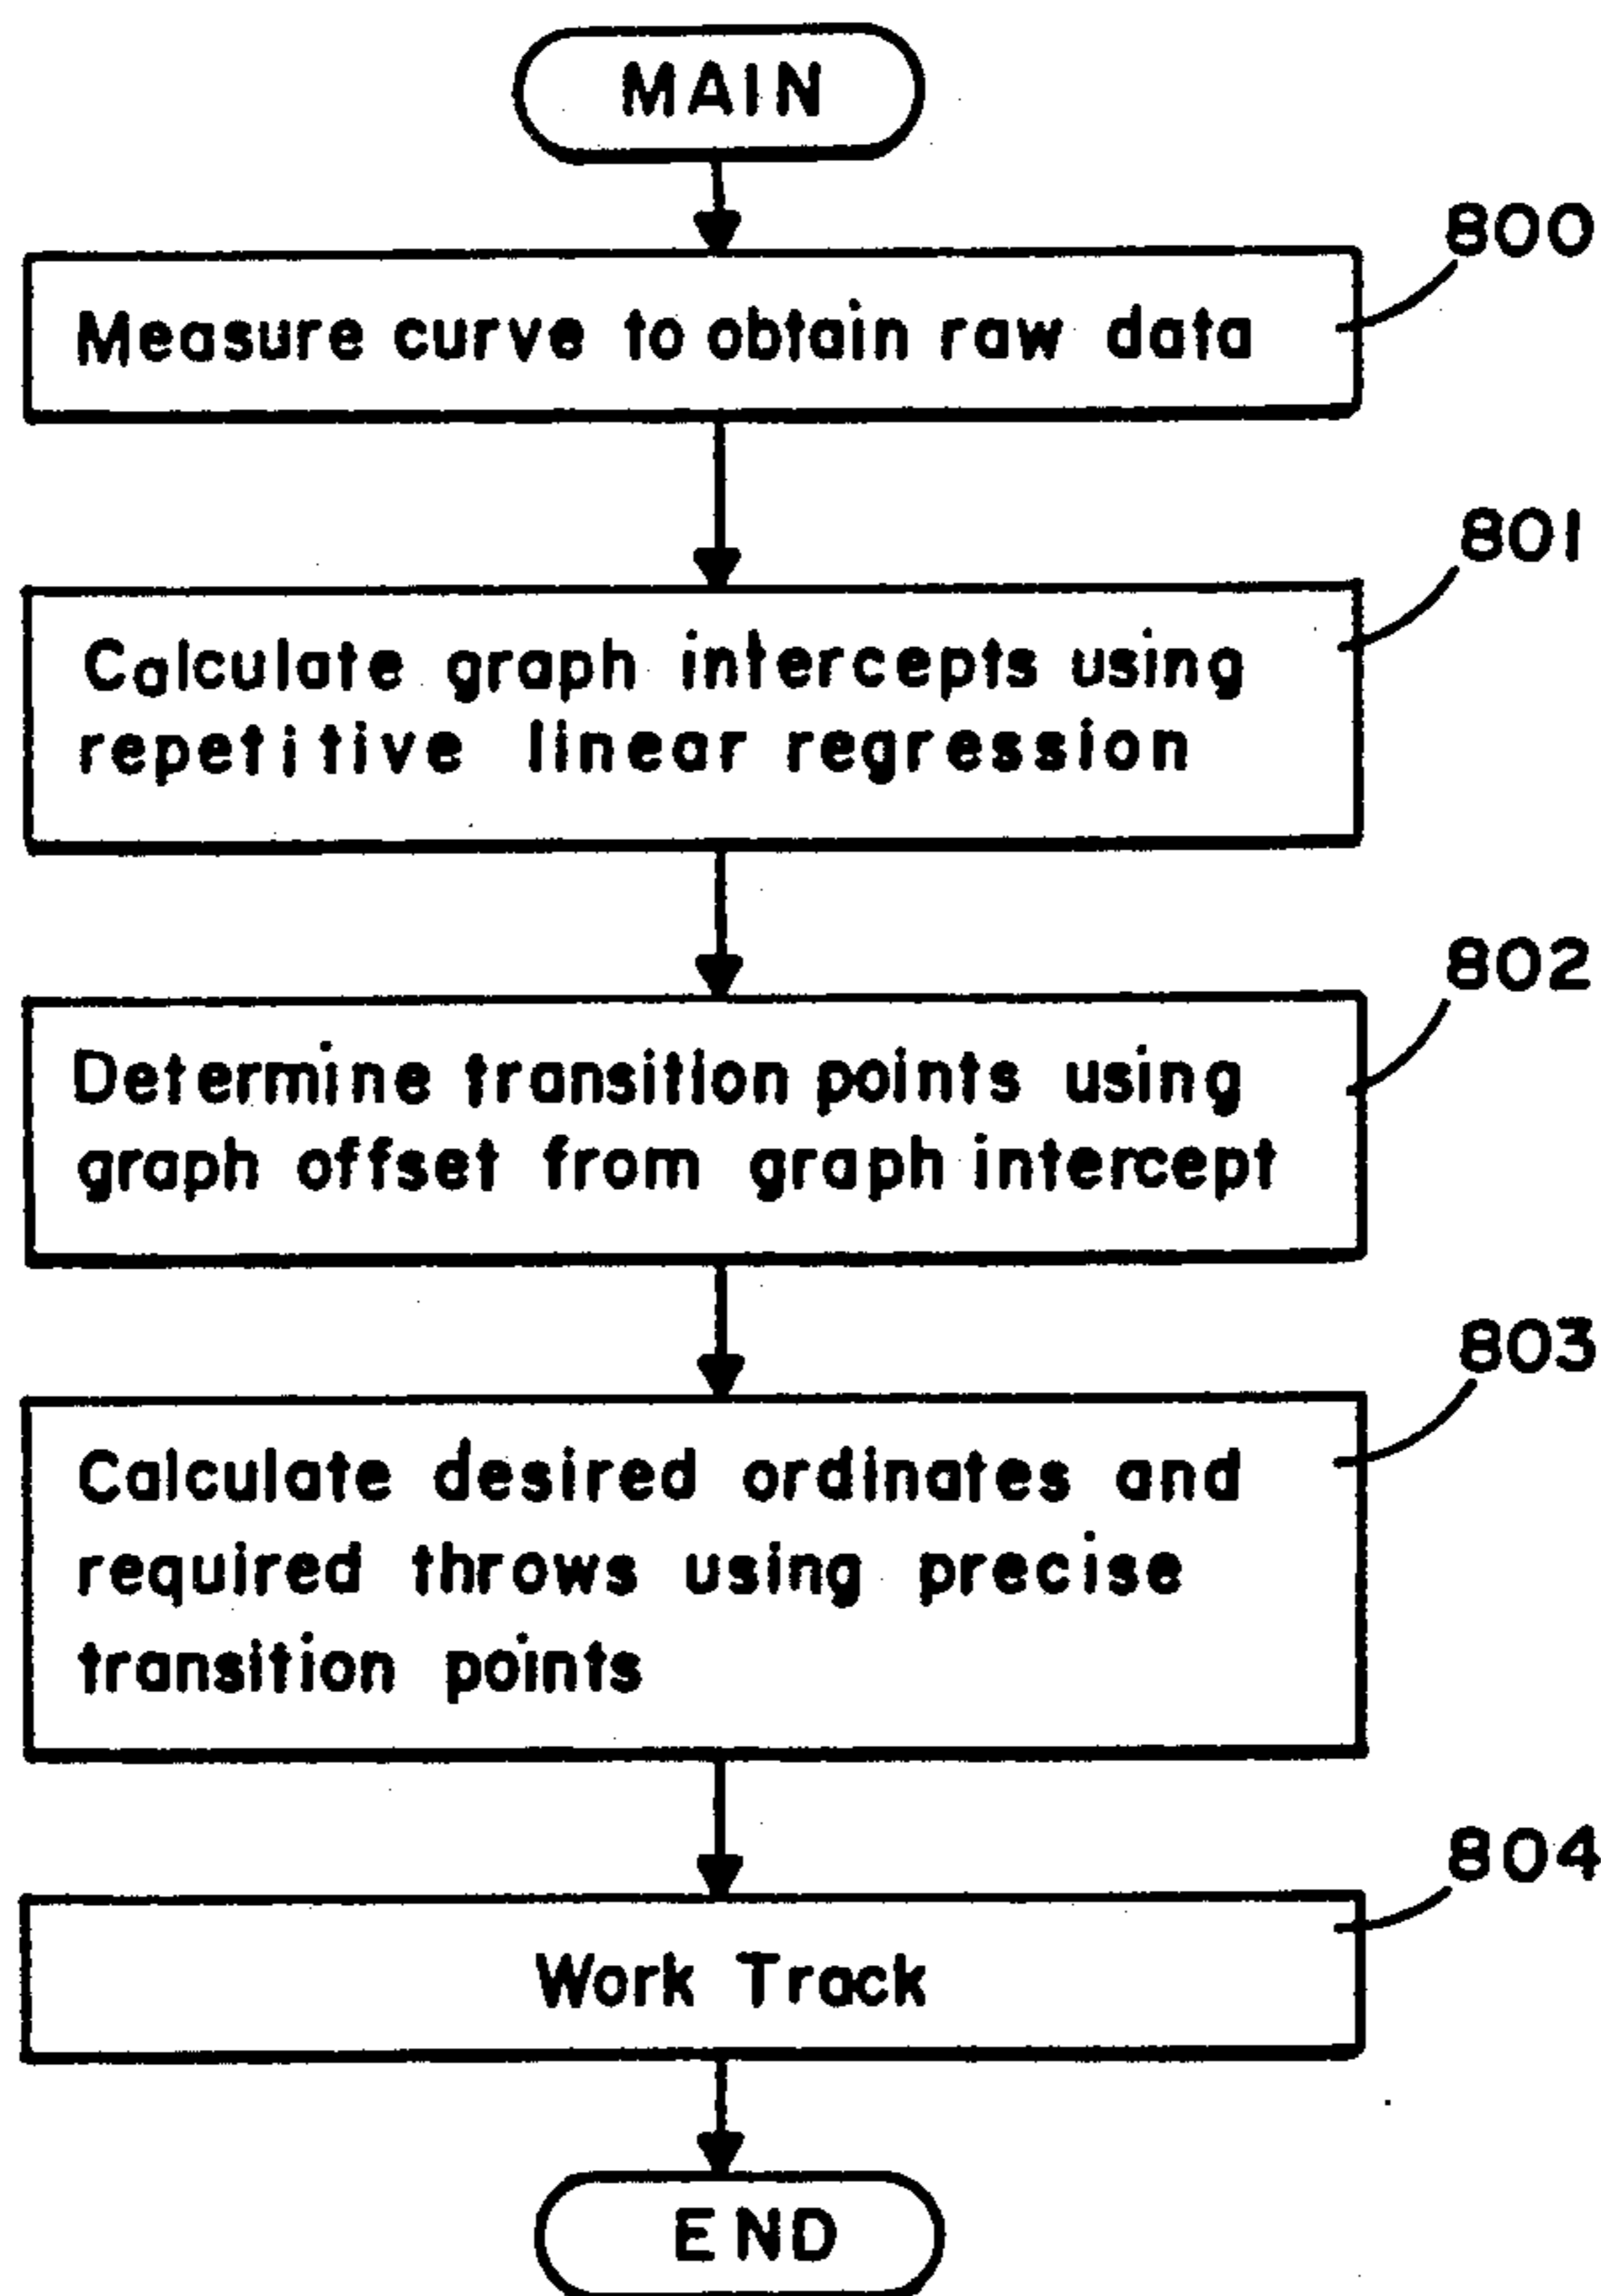 MAIN
800
Measure curve to obtain raw data
801
Calculate graph intercepts using
repetitive linear regression
802
Determine transition points using
graph offset from graph intercept
803
Calculate desired ordinates and
required throws using precise
transition points
804
Work Track
END